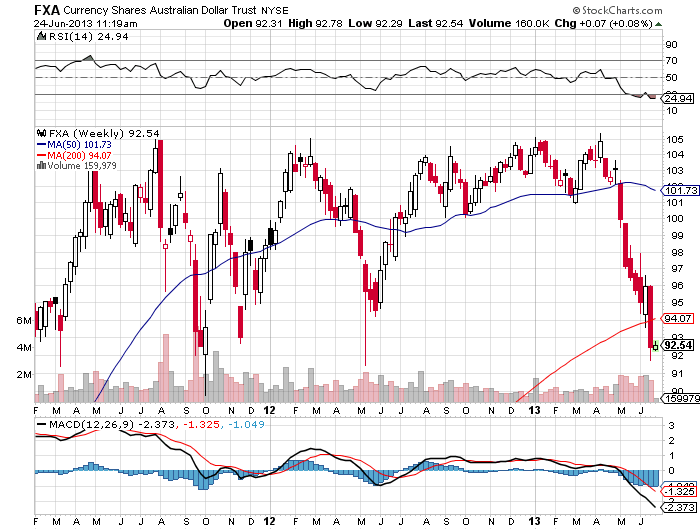 FXA Currency Shares Australian Dollar Trust NYSE © StockCharts.com
24-Jun-2013 11:19am Open 92.31 High 92.78 Low 92.29 Last 92.54 Volume 160.0K Chg +0.07 (+0.08%)
RSI(14) 24.94
90
70
50
30
24.94
10
FXA (Weekly) 92.54
MA(50) 101.73
MA(200) 94.07
Volume 159,979
105
104
103
102
101.73
101
100
99
98
97
96
95
94.07
93
92.54
92
91
90
6M
4M
2M
159979
F M A M J J A S O N D 12 F M A M J J A S O N D 13 F M A M J
MACD(12,26,9) -2.373, -1.325, -1.049
3
2
1
0
-1.049
-1.325
-2.373
F M A M J J A S O N D 12 F M A M J J A S O N D 13 F M A M J